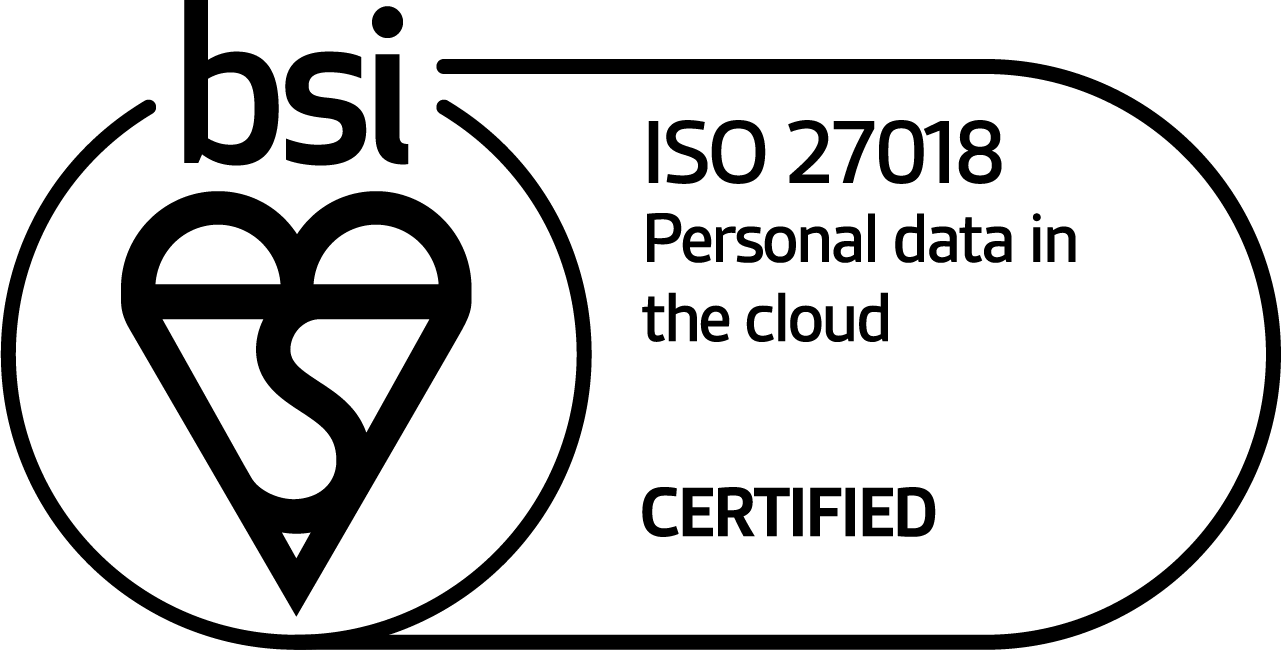 bsi
ISO 27018
Personal data in
the cloud
CERTIFIED